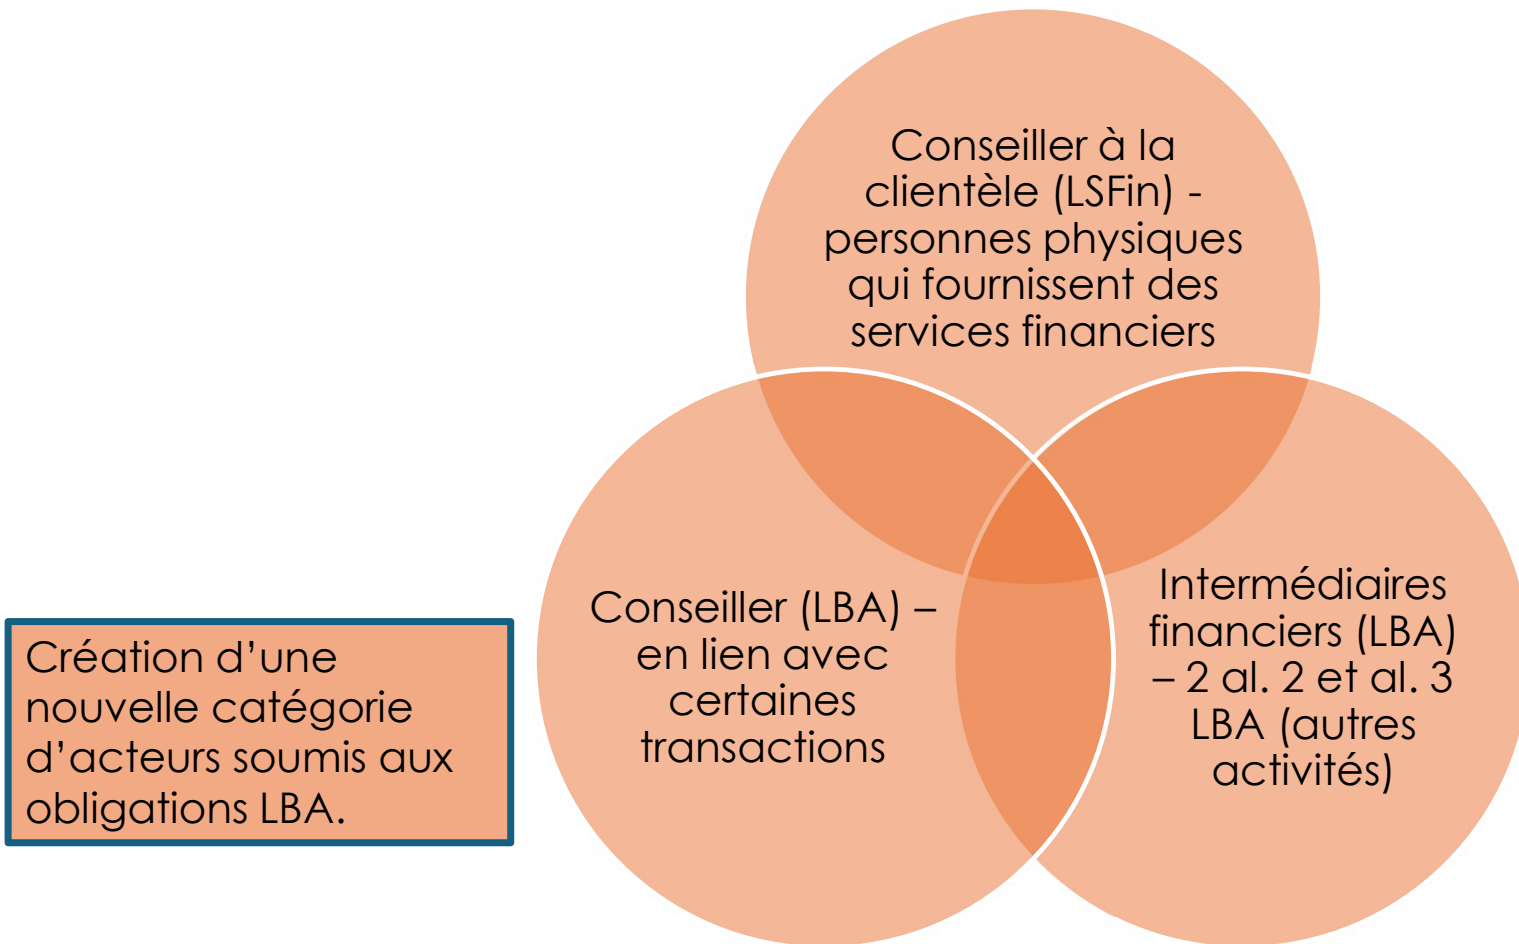 Conseiller à la
clientèle (LSFin) -
personnes physiques
qui fournissent des
services financiers
Conseiller (LBA) –
en lien avec
certaines
transactions
Intermédiaires
financiers (LBA)
– 2 al. 2 et al. 3
LBA (autres
activités)
Création d’une
nouvelle catégorie
d’acteurs soumis aux
obligations LBA.